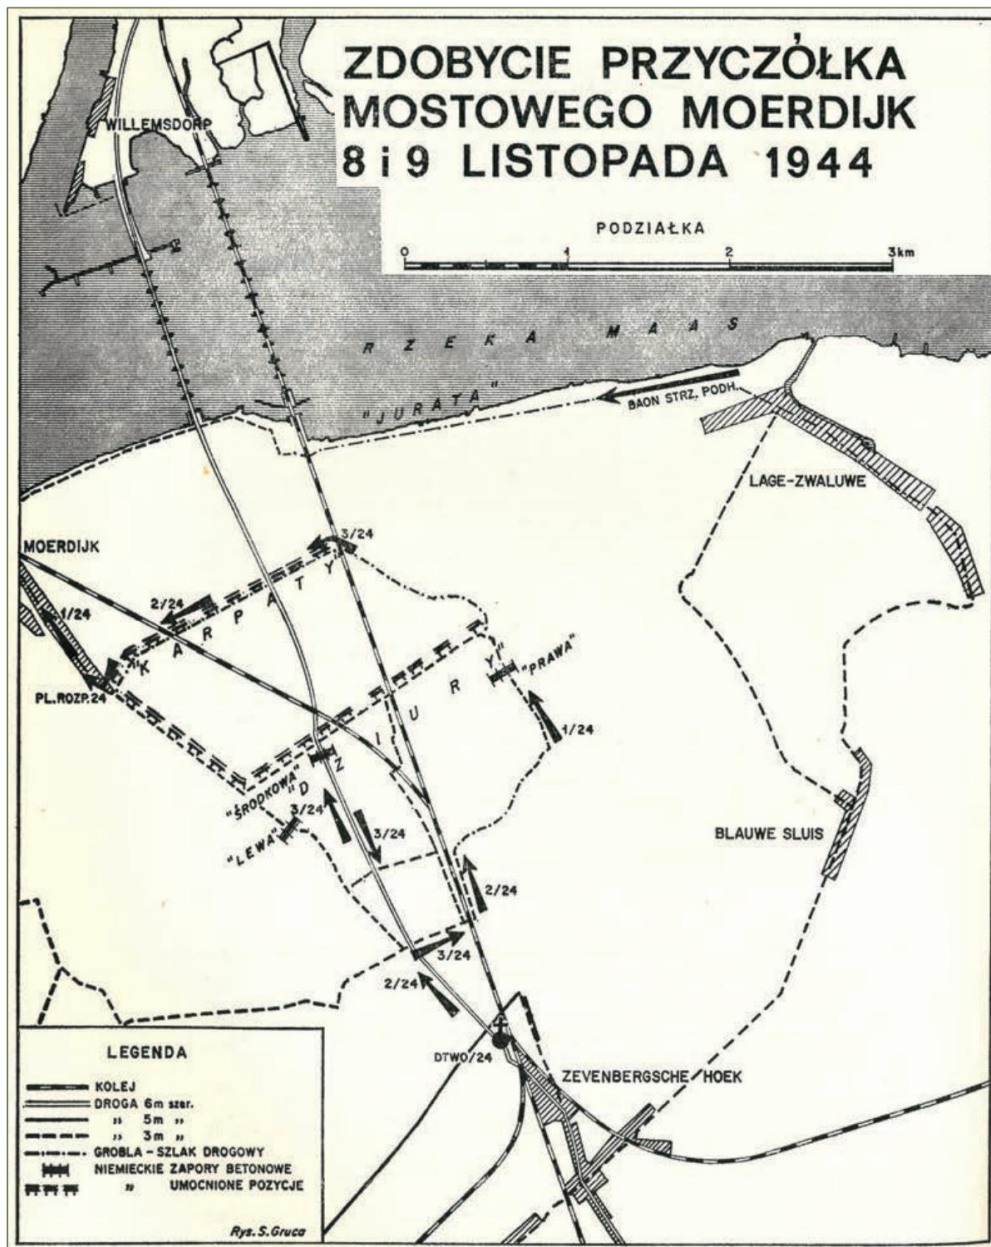 ZDOBYCIE PRZYCZÓŁKA
MOSTOWEGO MOERDIJK
8 i 9 LISTOPADA 1944
PODZIAŁKA
0 1 2 3 km
WILLEMSDORP
RZEKA MAAS
"JURATA"
BAON STRZ. PODH.
LAGE-ZWALUWE
MOERDIJK
3/24
2/24
1/24
"KARPATY"
PL. ROZP. 24
"PRAWA"
1/24
"DZIURY"
"ŚRODKOWA"
3/24
"LEWA"
3/24
BLAUWE SLUIS
2/24
3/24
2/24
DTWO/24
ZEVENBERGSCHE HOEK
LEGENDA
KOLEJ
DROGA 6m szer.
„ 5m „
„ 3m „
GROBLA - SZLAK DROGOWY
NIEMIECKIE ZAPORY BETONOWE
„ UMOCNIONE POZYCJE
Rys. S. Gruca